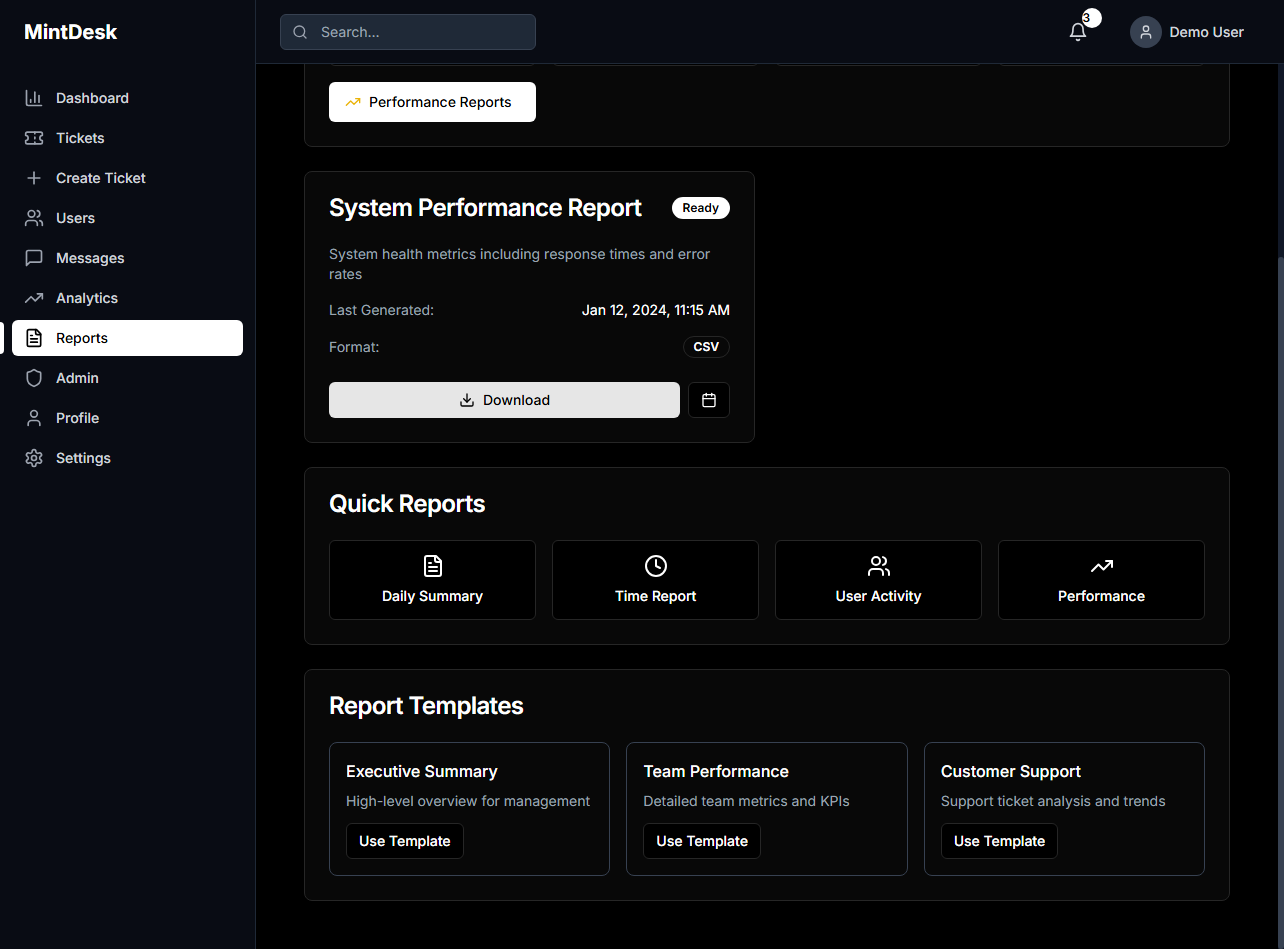 MintDesk
Search...
3
Demo User
Dashboard
Tickets
Create Ticket
Users
Messages
Analytics
Reports
Admin
Profile
Settings
Performance Reports
System Performance Report
Ready
System health metrics including response times and error
rates
Last Generated:
Jan 12, 2024, 11:15 AM
Format:
CSV
Download
Quick Reports
Daily Summary
Time Report
User Activity
Performance
Report Templates
Executive Summary
High-level overview for management
Use Template
Team Performance
Detailed team metrics and KPIs
Use Template
Customer Support
Support ticket analysis and trends
Use Template